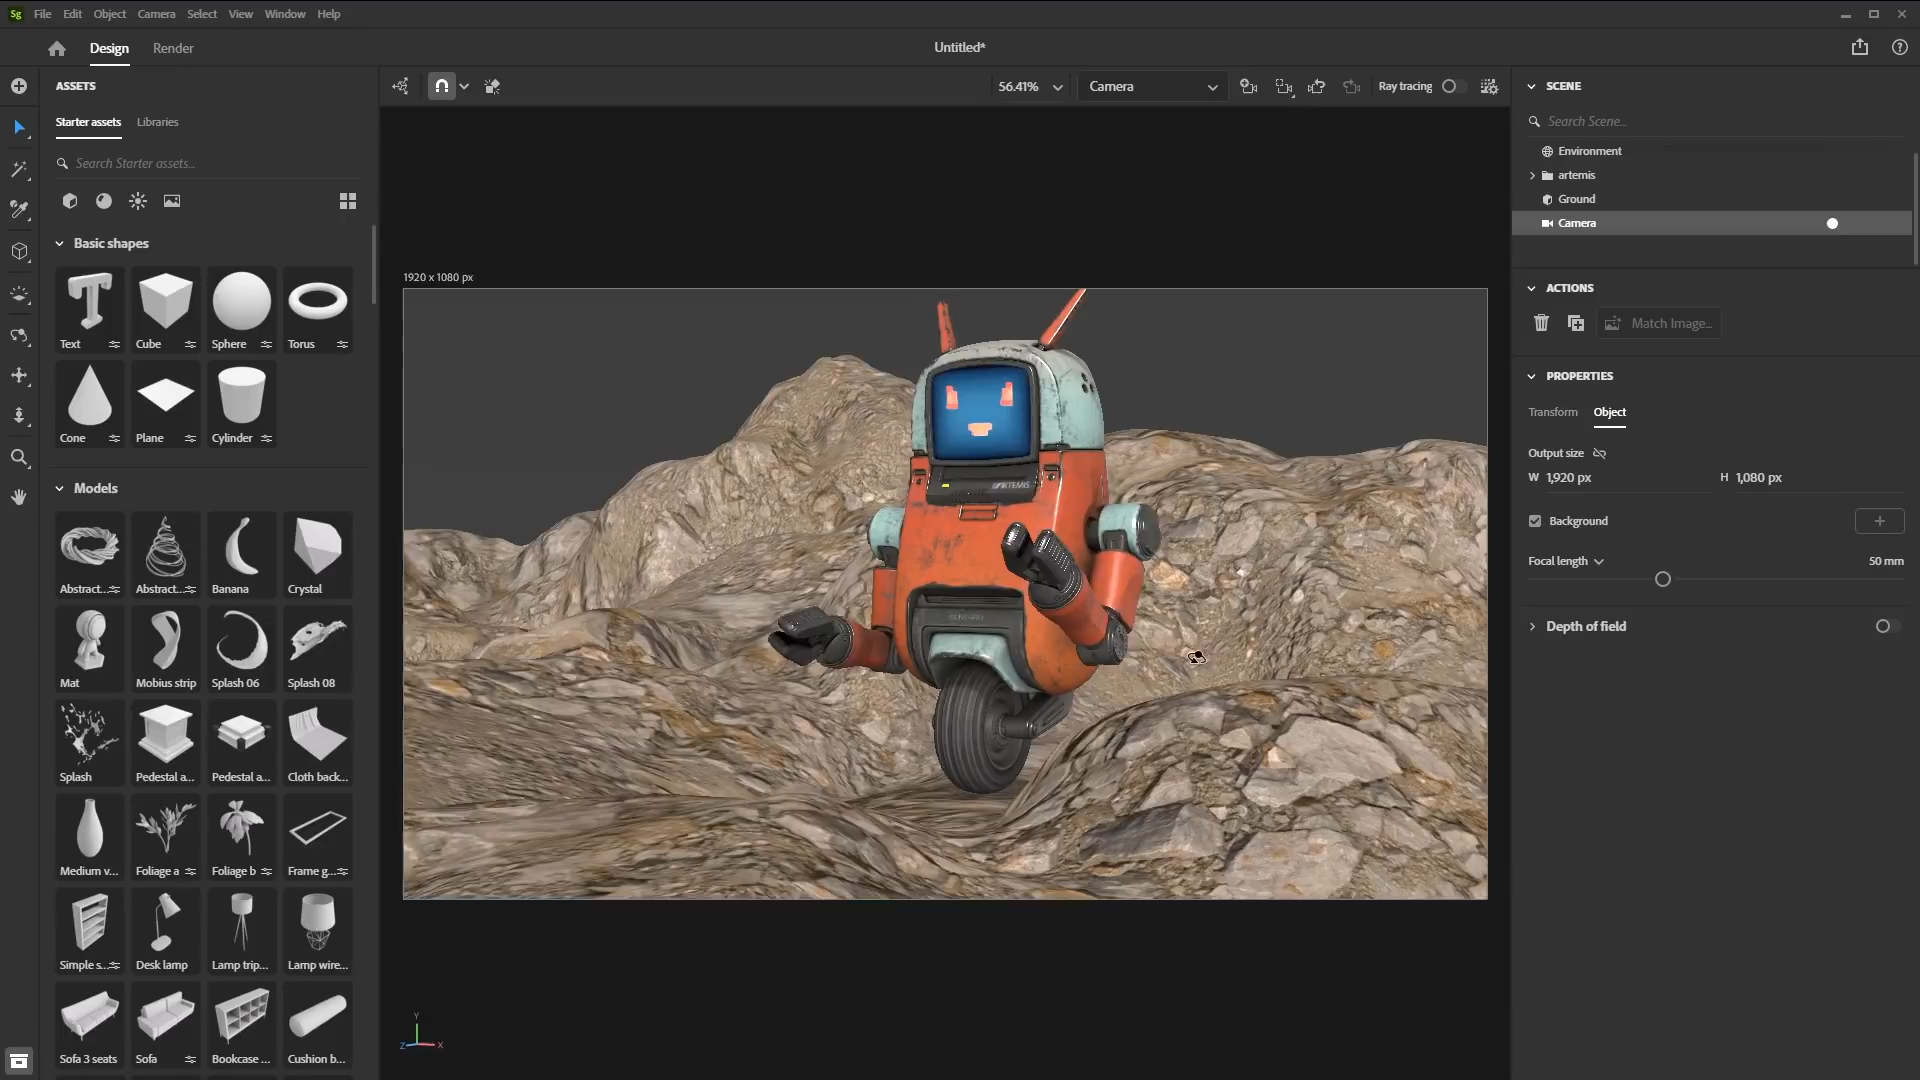 Sg File Edit Object Camera Select View Window Help
Design Render Untitled*
ASSETS
Starter assets Libraries
Search Starter assets...
Basic shapes
Text Cube Sphere Torus
Cone Plane Cylinder
Models
Abstract... Abstract... Banana Crystal
Mat Mobius strip Splash 06 Splash 08
Splash Pedestal a... Pedestal a... Cloth back...
Medium v... Foliage a Foliage b Frame g...
Simple s... Desk lamp Lamp trip... Lamp wire...
Sofa 3 seats Sofa Bookcase ... Cushion b...
56.41% Camera Ray tracing
1920 x 1080 px
ARTEMIS
Y
Z X
SCENE
Search Scene...
Environment
artemis
Ground
Camera
ACTIONS
Match Image...
PROPERTIES
Transform Object
Output size
W 1,920 px H 1,080 px
Background
Focal length 50 mm
Depth of field